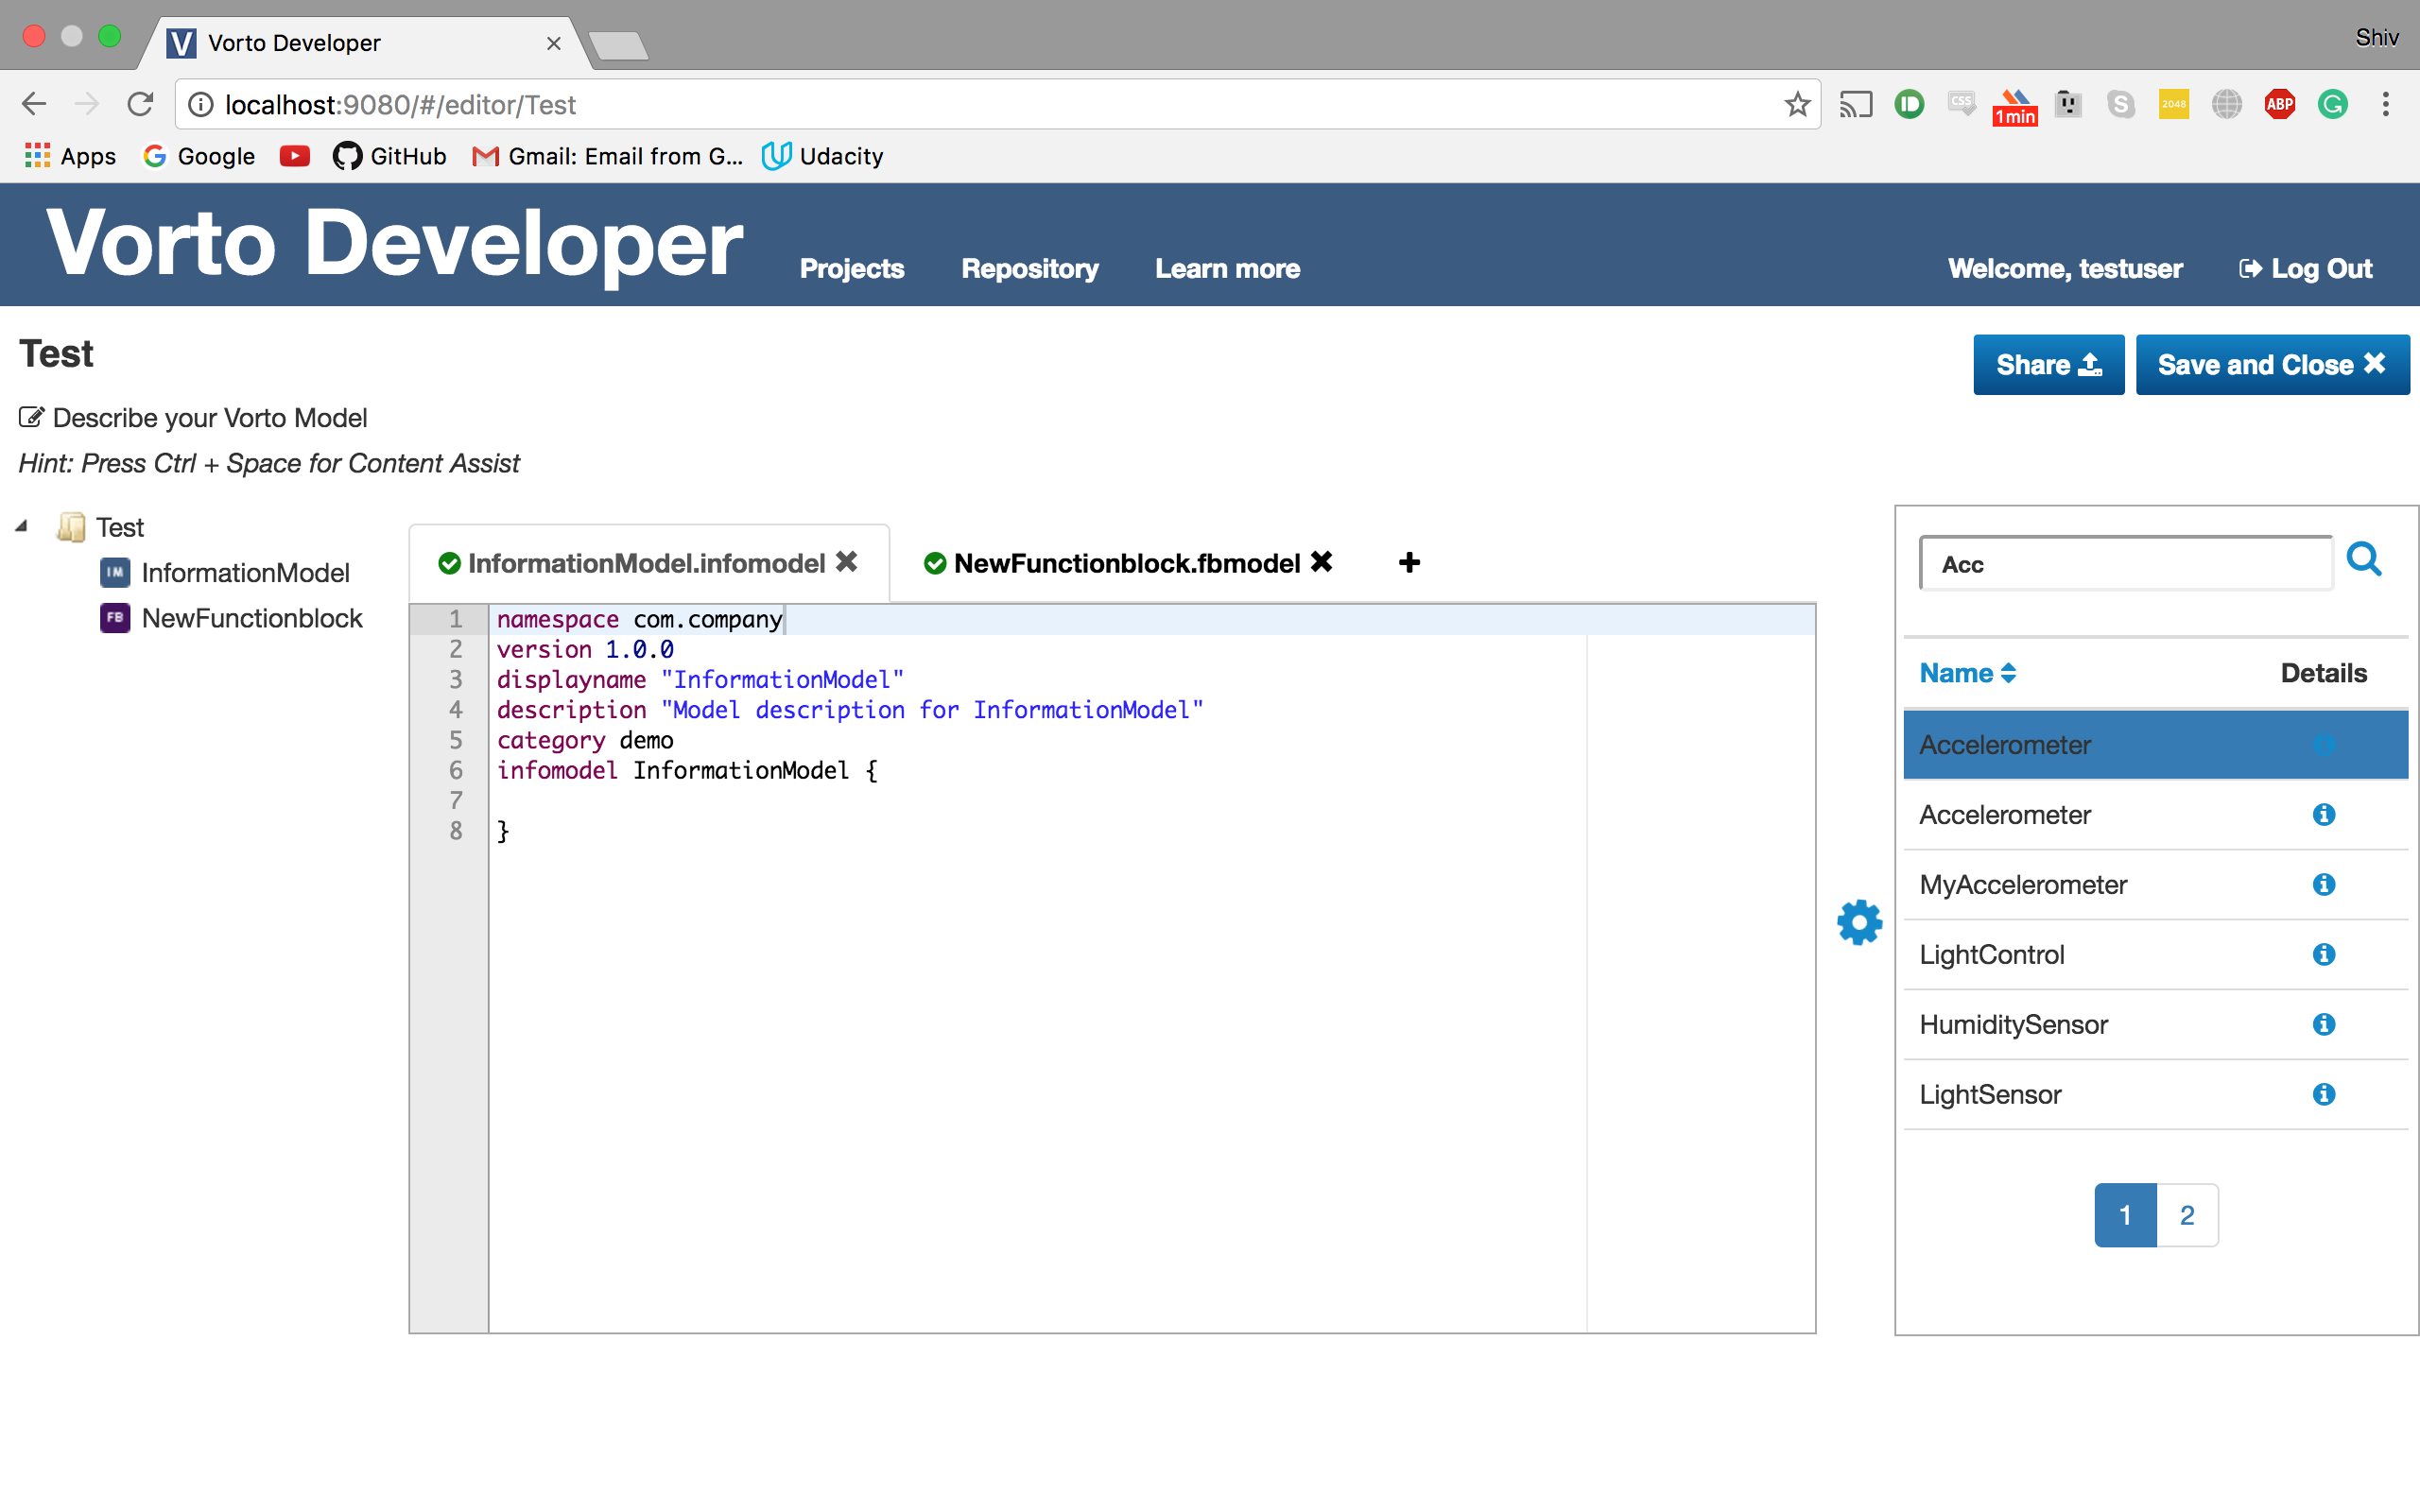 Vorto Developer
Shiv
localhost:9080/#/editor/Test
CSS
1min
S
2048
ABP
G
Apps
Google
GitHub
Gmail: Email from G...
Udacity
Vorto Developer
Projects
Repository
Learn more
Welcome, testuser
Log Out
Test
Share
Save and Close
Describe your Vorto Model
Hint: Press Ctrl + Space for Content Assist
Test
IM InformationModel
FB NewFunctionblock
InformationModel.infomodel
NewFunctionblock.fbmodel
1 namespace com.company
2 version 1.0.0
3 displayname "InformationModel"
4 description "Model description for InformationModel"
5 category demo
6 infomodel InformationModel {
7
8 }
Acc
Name Details
Accelerometer
Accelerometer
MyAccelerometer
LightControl
HumiditySensor
LightSensor
1 2